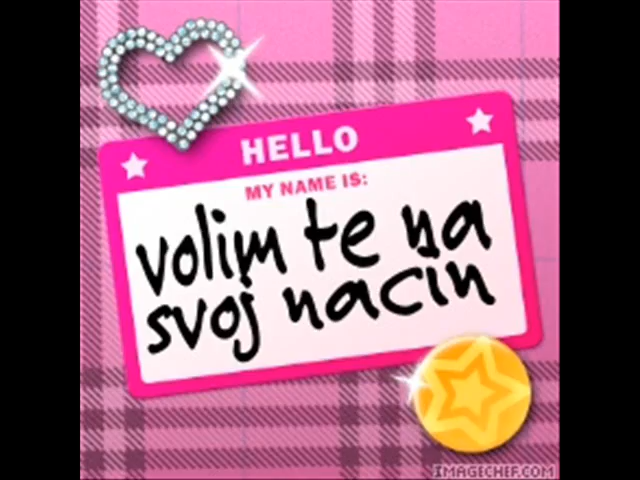 HELLO
MY NAME IS:
volim te na
svoj nacin
IMAGECHEF.COM